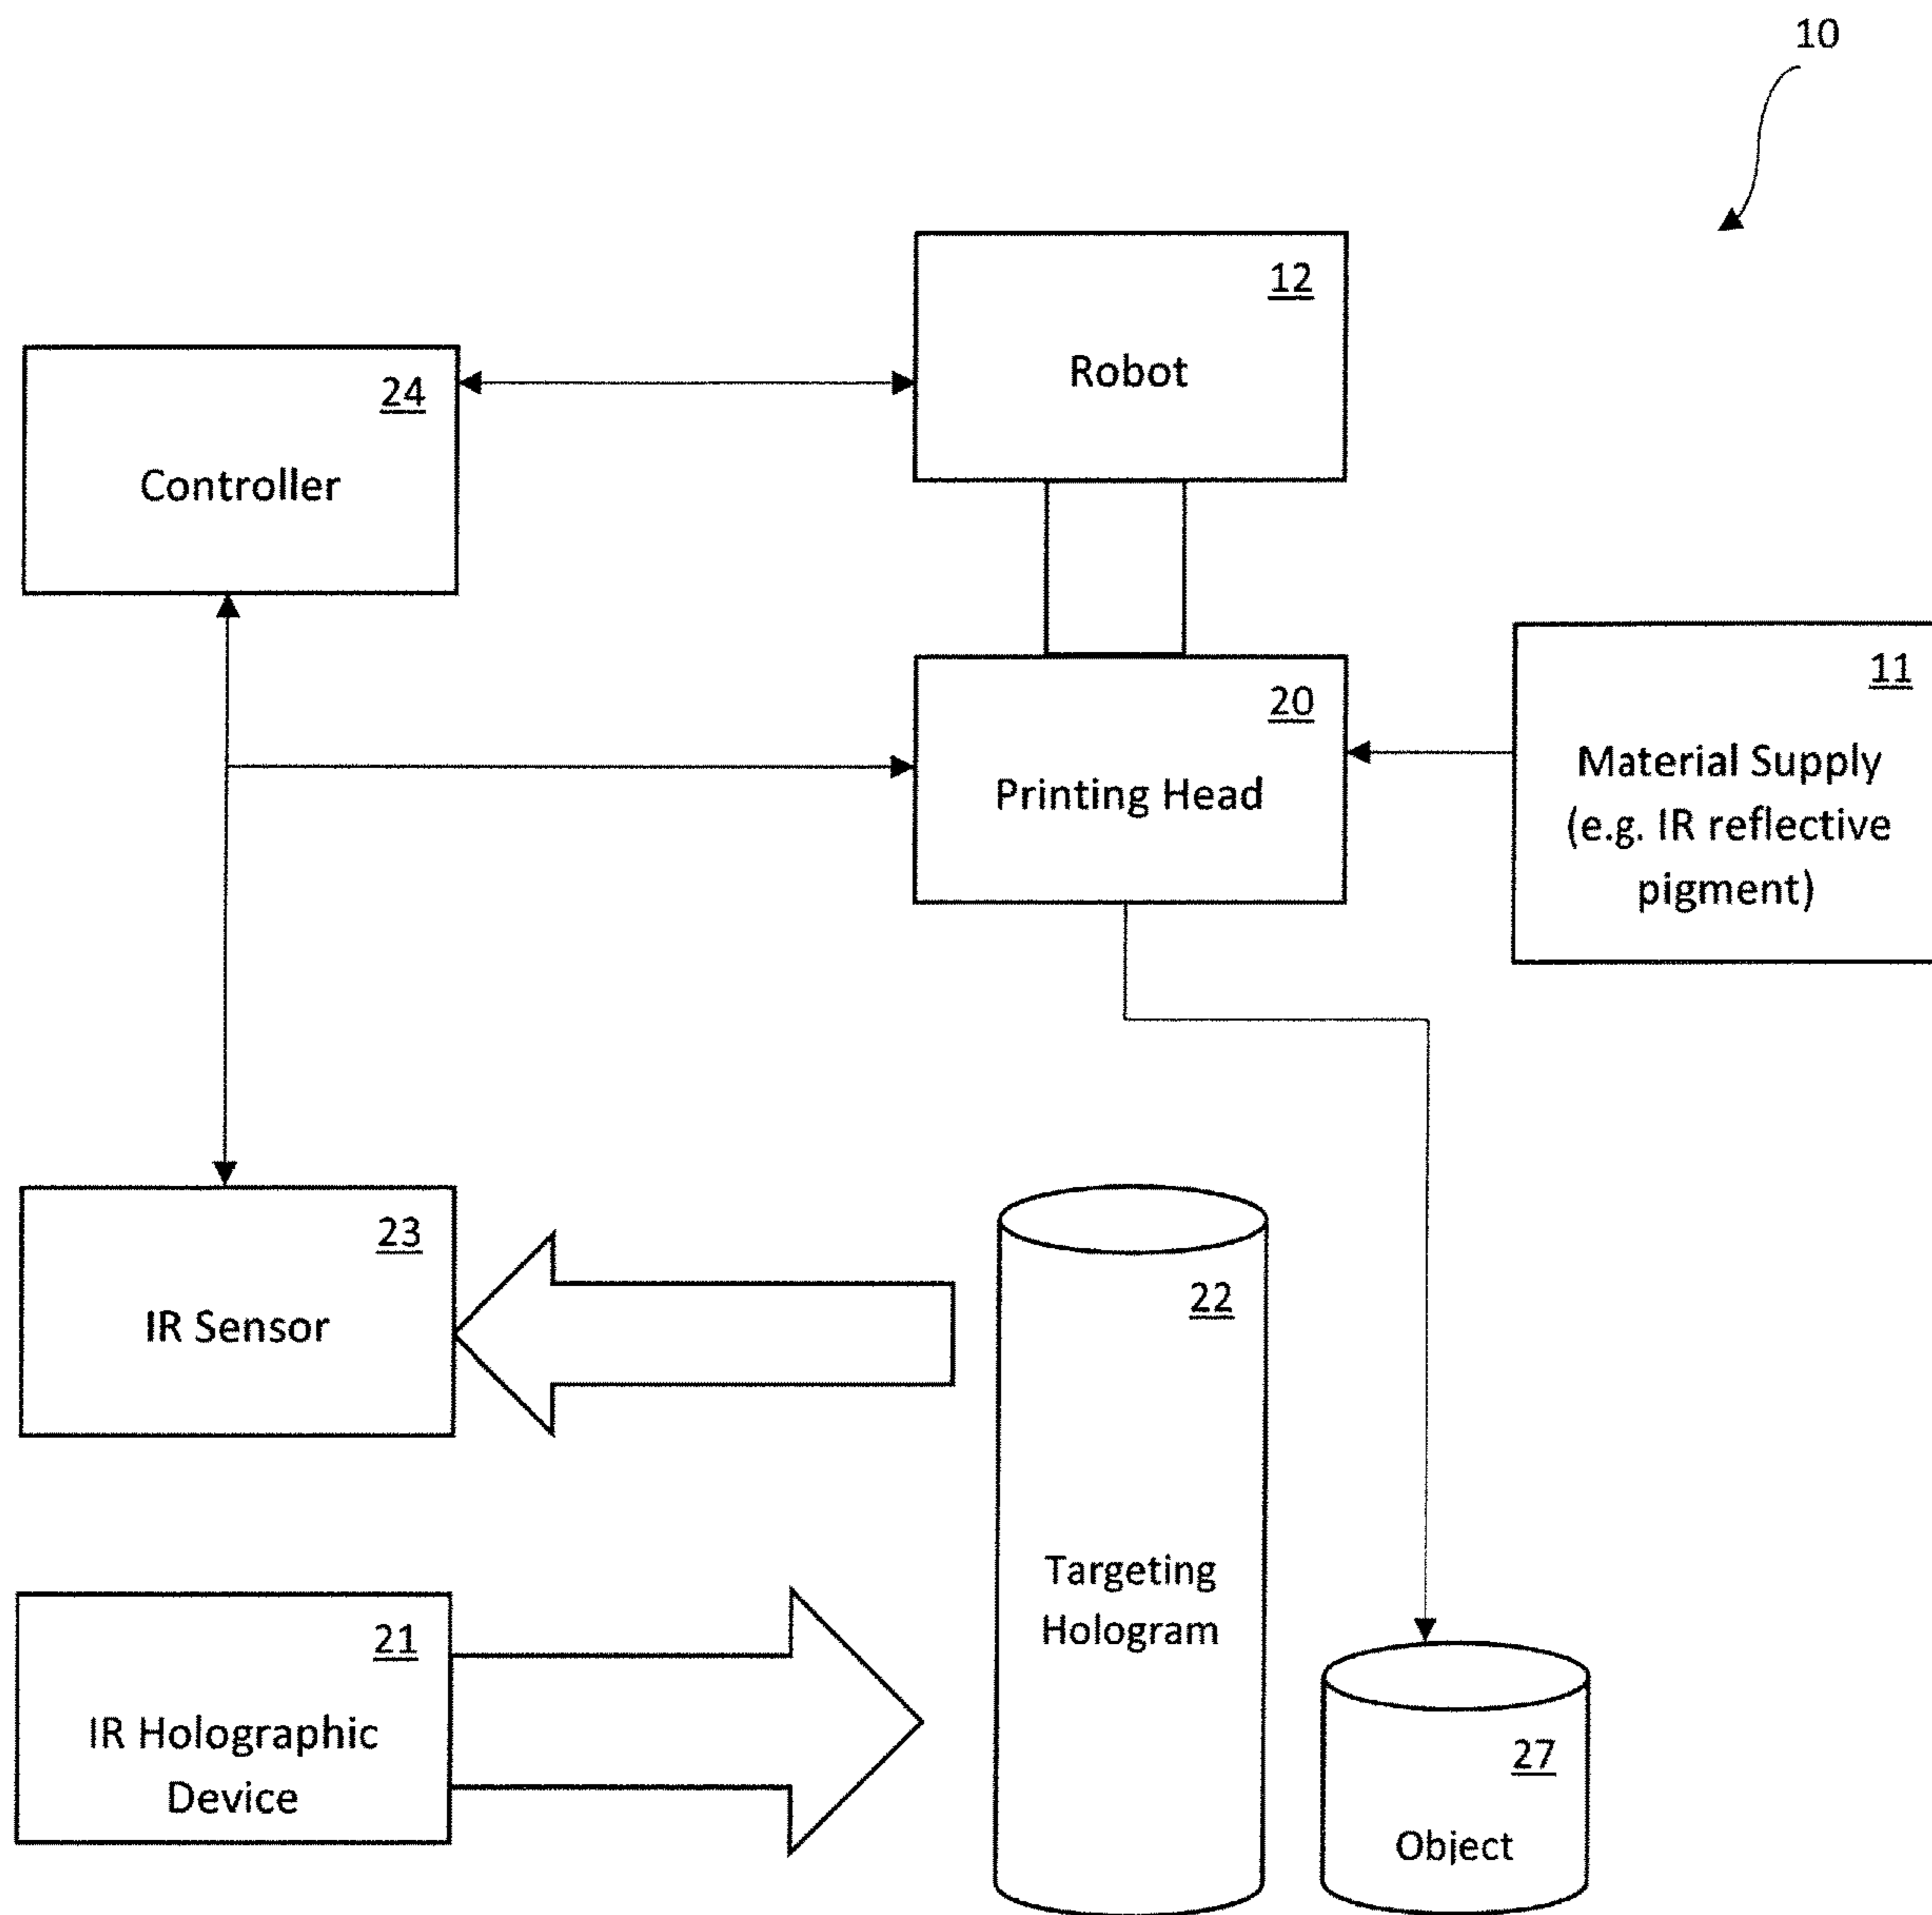 10
12
Robot
24
Controller
20
Printing Head
11
Material Supply
(e.g. IR reflective
pigment)
23
IR Sensor
22
Targeting
Hologram
21
IR Holographic
Device
27
Object